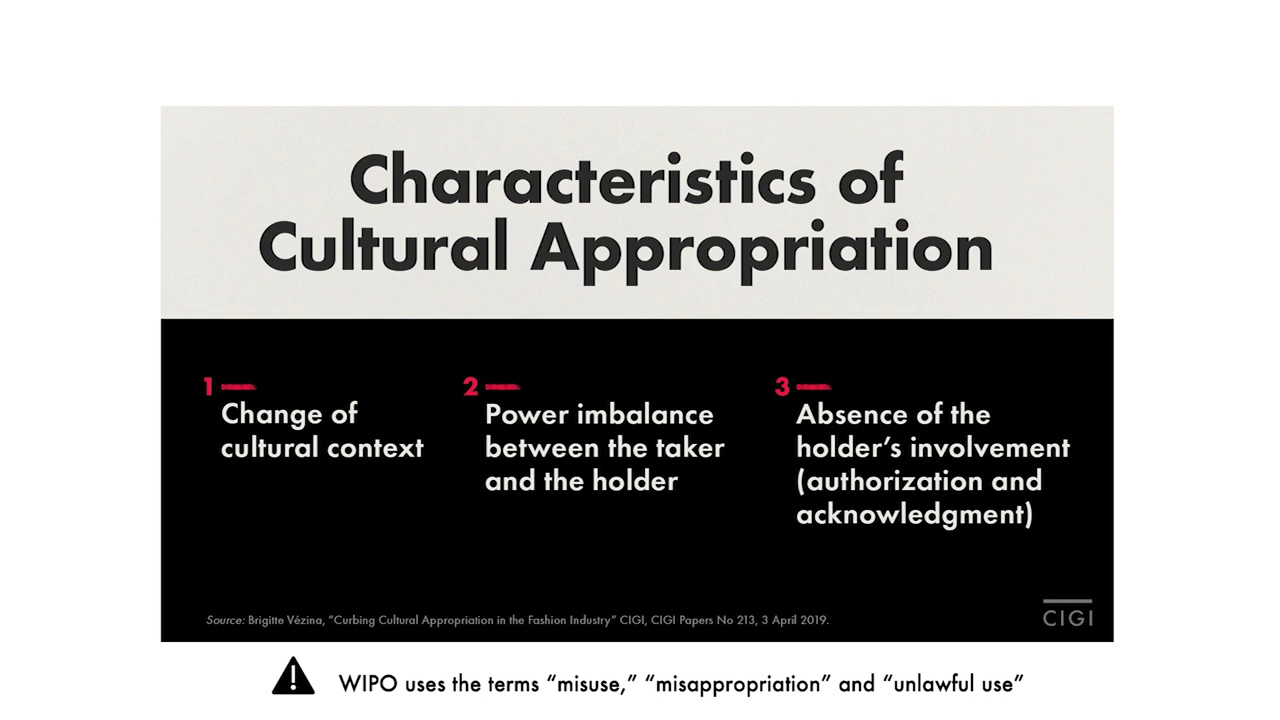 Characteristics of
Cultural Appropriation
1
Change of
cultural context
2
Power imbalance
between the taker
and the holder
3
Absence of the
holder’s involvement
(authorization and
acknowledgment)
Source: Brigitte Vézina, “Curbing Cultural Appropriation in the Fashion Industry” CIGI, CIGI Papers No 213, 3 April 2019.
CIGI
WIPO uses the terms “misuse,” “misappropriation” and “unlawful use”